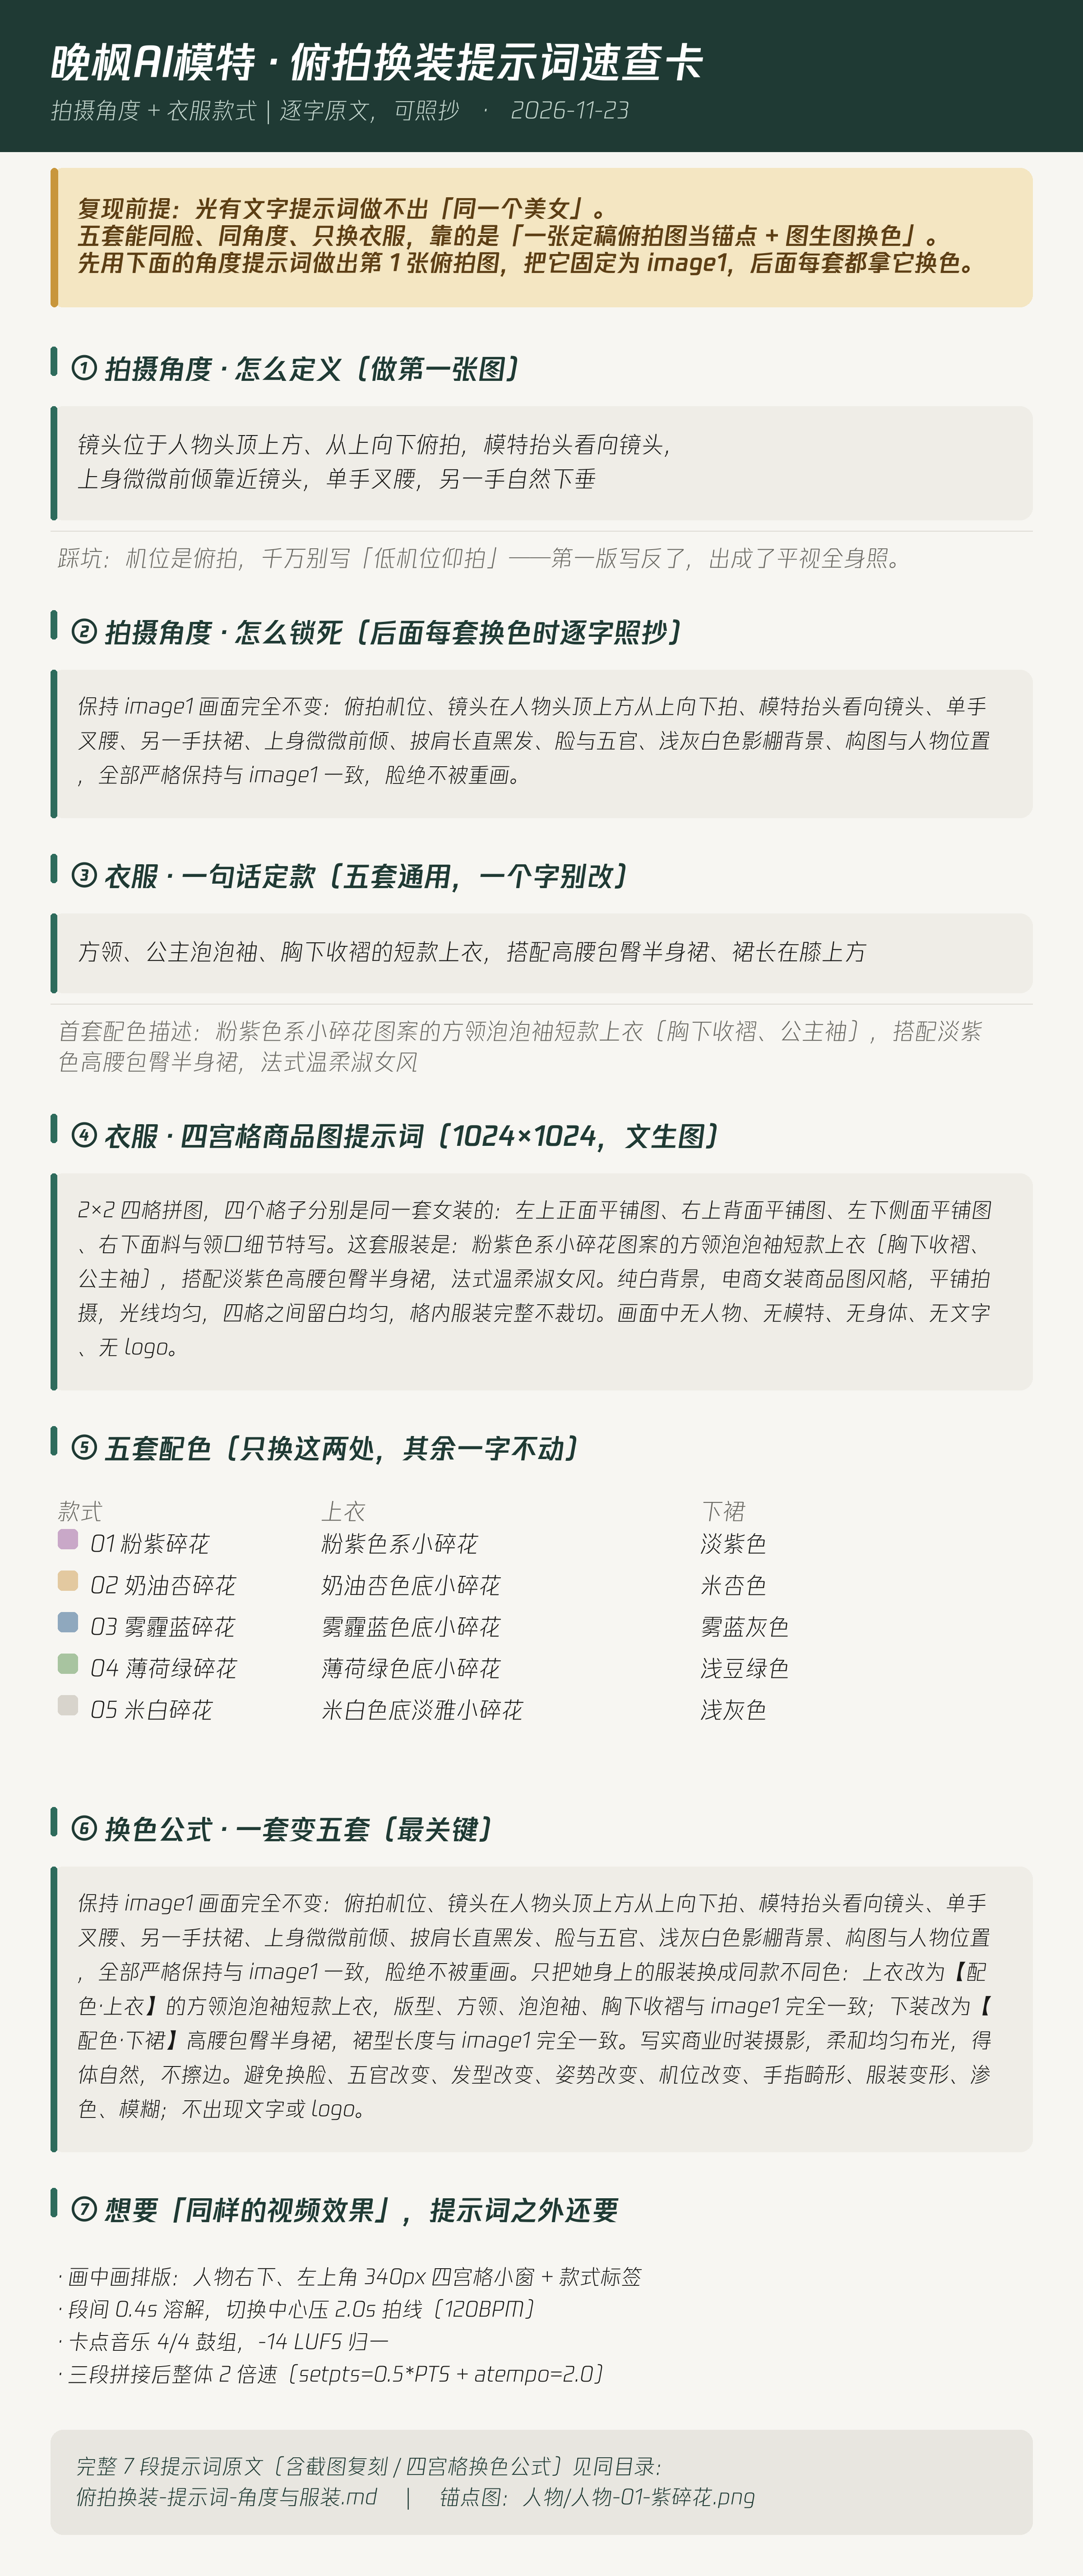 晚枫AI模特 · 俯拍换装提示词速查卡
拍摄角度 + 衣服款式 | 逐字原文，可照抄 · 2026-11-23
复现前提：光有文字提示词做不出「同一个美女」。
五套能同脸、同角度、只换衣服，靠的是「一张定稿俯拍图当锚点 + 图生图换色」。
先用下面的角度提示词做出第 1 张俯拍图，把它固定为 image1，后面每套都拿它换色。
① 拍摄角度 · 怎么定义（做第一张图）
镜头位于人物头顶上方、从上向下俯拍，模特抬头看向镜头，
上身微微前倾靠近镜头，单手叉腰，另一手自然下垂
踩坑：机位是俯拍，千万别写「低机位仰拍」——第一版写反了，出成了平视全身照。
② 拍摄角度 · 怎么锁死（后面每套换色时逐字照抄）
保持 image1 画面完全不变：俯拍机位、镜头在人物头顶上方从上向下拍、模特抬头看向镜头、单手
叉腰、另一手扶裙、上身微微前倾、披肩长直黑发、脸与五官、浅灰白色影棚背景、构图与人物位置
，全部严格保持与 image1 一致，脸绝不被重画。
③ 衣服 · 一句话定款（五套通用，一个字别改）
方领、公主泡泡袖、胸下收褶的短款上衣，搭配高腰包臀半身裙、裙长在膝上方
首套配色描述：粉紫色系小碎花图案的方领泡泡袖短款上衣（胸下收褶、公主袖），搭配淡紫
色高腰包臀半身裙，法式温柔淑女风
④ 衣服 · 四宫格商品图提示词（1024×1024，文生图）
2×2 四格拼图，四个格子分别是同一套女装的：左上正面平铺图、右上背面平铺图、左下侧面平铺图
、右下面料与领口细节特写。这套服装是：粉紫色系小碎花图案的方领泡泡袖短款上衣（胸下收褶、
公主袖），搭配淡紫色高腰包臀半身裙，法式温柔淑女风。纯白背景，电商女装商品图风格，平铺拍
摄，光线均匀，四格之间留白均匀，格内服装完整不裁切。画面中无人物、无模特、无身体、无文字
、无 logo。
⑤ 五套配色（只换这两处，其余一字不动）
款式 上衣 下裙
01 粉紫碎花 粉紫色系小碎花 淡紫色
02 奶油杏碎花 奶油杏色底小碎花 米杏色
03 雾霾蓝碎花 雾霾蓝色底小碎花 雾蓝灰色
04 薄荷绿碎花 薄荷绿色底小碎花 浅豆绿色
05 米白碎花 米白色底淡雅小碎花 浅灰色
⑥ 换色公式 · 一套变五套（最关键）
保持 image1 画面完全不变：俯拍机位、镜头在人物头顶上方从上向下拍、模特抬头看向镜头、单手
叉腰、另一手扶裙、上身微微前倾、披肩长直黑发、脸与五官、浅灰白色影棚背景、构图与人物位置
，全部严格保持与 image1 一致，脸绝不被重画。只把她身上的服装换成同款不同色：上衣改为【配
色·上衣】的方领泡泡袖短款上衣，版型、方领、泡泡袖、胸下收褶与 image1 完全一致；下装改为【
配色·下裙】高腰包臀半身裙，裙型长度与 image1 完全一致。写实商业时装摄影，柔和均匀布光，得
体自然，不擦边。避免换脸、五官改变、发型改变、姿势改变、机位改变、手指畸形、服装变形、渗
色、模糊；不出现文字或 logo。
⑦ 想要「同样的视频效果」，提示词之外还要
· 画中画排版：人物右下、左上角 340px 四宫格小窗 + 款式标签
· 段间 0.4s 溶解，切换中心压 2.0s 拍线（120BPM）
· 卡点音乐 4/4 鼓组，-14 LUFS 归一
· 三段拼接后整体 2 倍速（setpts=0.5*PTS + atempo=2.0）
完整 7 段提示词原文（含截图复刻 / 四宫格换色公式）见同目录：
俯拍换装-提示词-角度与服装.md | 锚点图：人物/人物-01-紫碎花.png